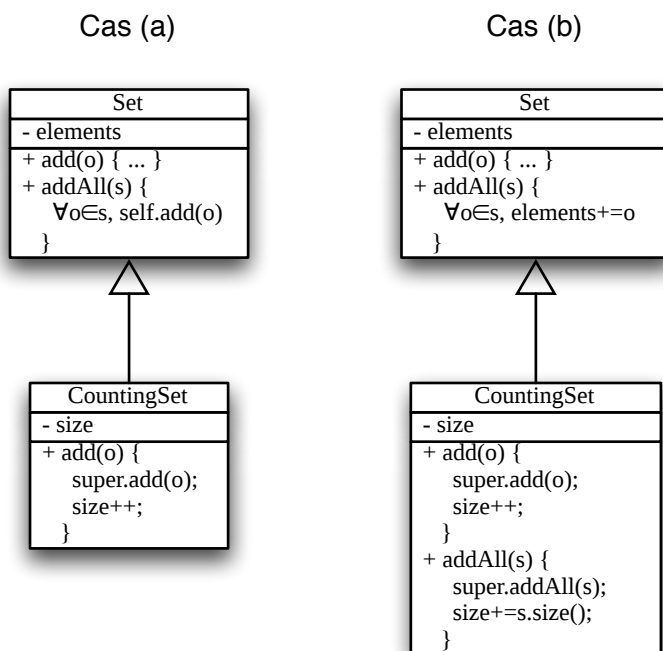 Cas (a)
Set
- elements
+ add(o) { ... }
+ addAll(s) {
∀o∈s, self.add(o)
}
CountingSet
- size
+ add(o) {
super.add(o);
size++;
}
Cas (b)
Set
- elements
+ add(o) { ... }
+ addAll(s) {
∀o∈s, elements+=o
}
CountingSet
- size
+ add(o) {
super.add(o);
size++;
}
+ addAll(s) {
super.addAll(s);
size+=s.size();
}